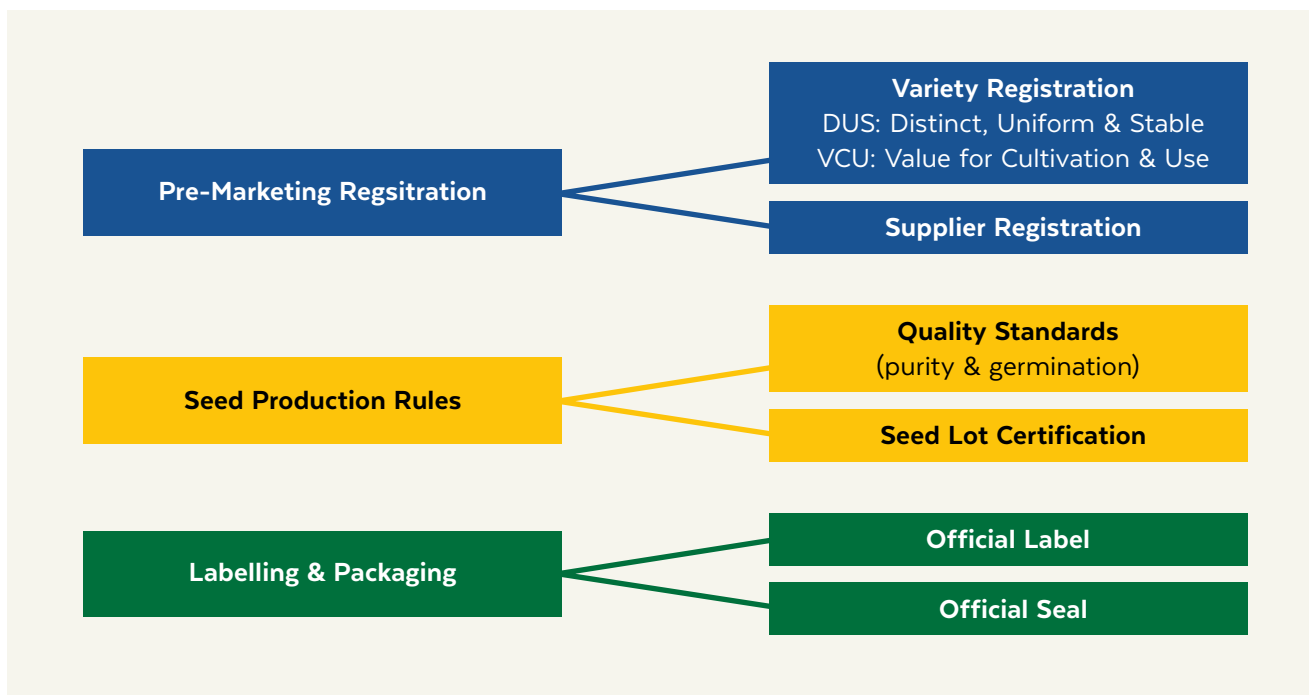 Pre-Marketing Regsitration
Variety Registration
DUS: Distinct, Uniform & Stable
VCU: Value for Cultivation & Use
Supplier Registration
Seed Production Rules
Quality Standards
(purity & germination)
Seed Lot Certification
Labelling & Packaging
Official Label
Official Seal